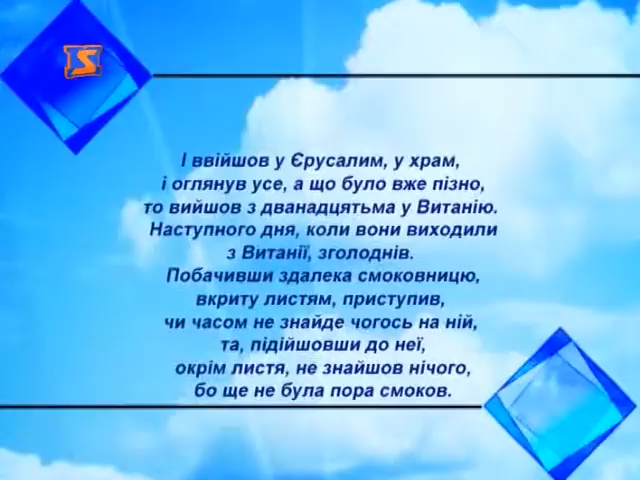 І ввійшов у Єрусалим, у храм,
і оглянув усе, а що було вже пізно,
то вийшов з дванадцятьма у Витанію.
Наступного дня, коли вони виходили
з Витанії, зголоднів.
Побачивши здалека смоковницю,
вкриту листям, приступив,
чи часом не знайде чогось на ній,
та, підійшовши до неї,
окрім листя, не знайшов нічого,
бо ще не була пора смоков.